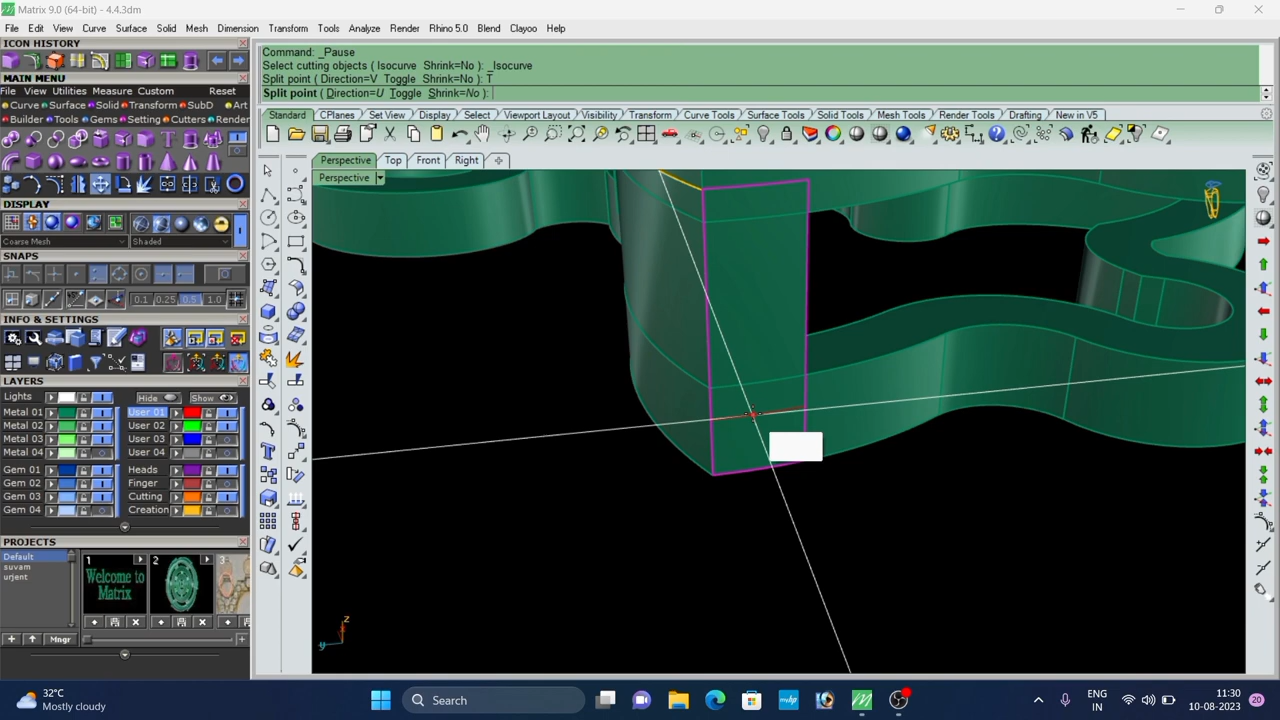 Matrix 9.0 (64-bit) - 4.4.3dm
File Edit View Curve Surface Solid Mesh Dimension Transform Tools Analyze Render Rhino 5.0 Blend Clayoo Help
ICON HISTORY
MAIN MENU
File View Utilities Measure Custom Reset
Curve Surface Solid Transform SubD Art
Builder Tools Gems Setting Cutters Render
DISPLAY
Coarse Mesh Shaded
SNAPS
0.1 0.25 0.5 1.0
INFO & SETTINGS
LAYERS
Lights Hide Show
Metal 01 User 01
Metal 02 User 02
Metal 03 User 03
Metal 04 User 04
Gem 01 Heads
Gem 02 Finger
Gem 03 Cutting
Gem 04 Creation
PROJECTS
Default
suvam
urjent
1 2 3
Welcome to
Matrix
Mngr
Command: _Pause
Select cutting objects ( Isocurve Shrink=No ): _Isocurve
Split point ( Direction=V Toggle Shrink=No ): T
Split point ( Direction=U Toggle Shrink=No ):
Standard CPlanes Set View Display Select Viewport Layout Visibility Transform Curve Tools Surface Tools Solid Tools Mesh Tools Render Tools Drafting New in V5
Perspective Top Front Right
Perspective
z
y
32°C
Mostly cloudy
Search
ENG
IN
11:30
10-08-2023
20